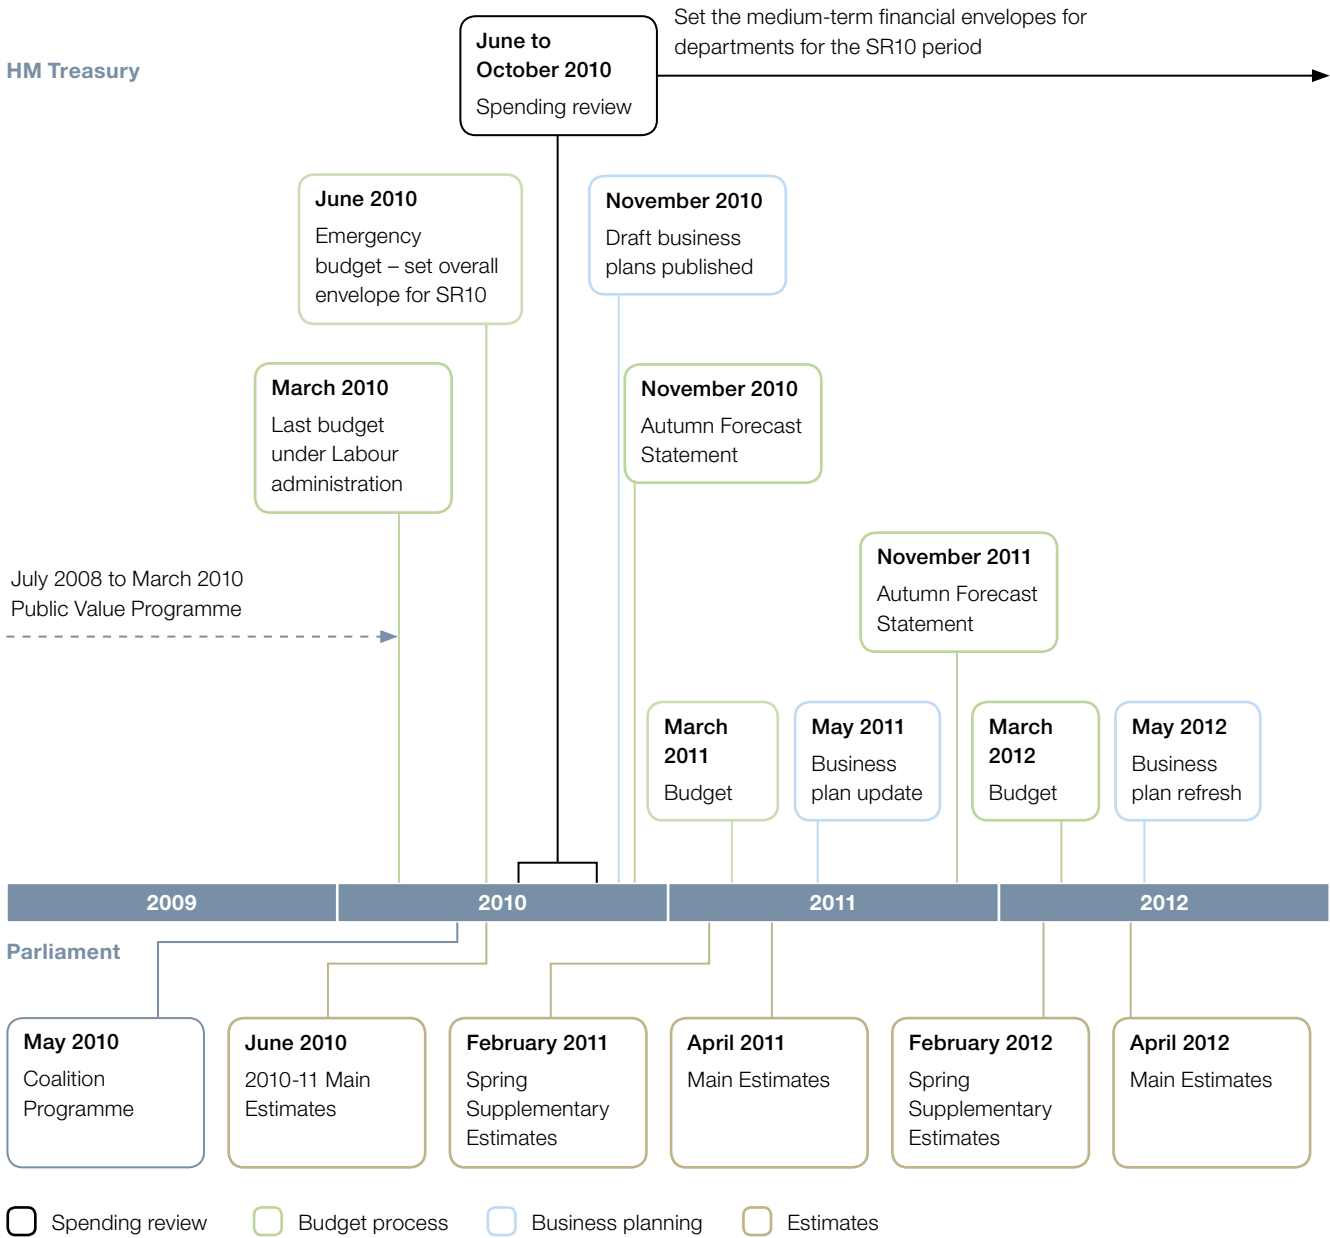 Set the medium-term financial envelopes for
departments for the SR10 period
HM Treasury
June to
October 2010
Spending review
June 2010
Emergency
budget – set overall
envelope for SR10
November 2010
Draft business
plans published
March 2010
Last budget
under Labour
administration
November 2010
Autumn Forecast
Statement
July 2008 to March 2010
Public Value Programme
November 2011
Autumn Forecast
Statement
March
2011
Budget
May 2011
Business
plan update
March
2012
Budget
May 2012
Business
plan refresh
2009
2010
2011
2012
Parliament
May 2010
Coalition
Programme
June 2010
2010-11 Main
Estimates
February 2011
Spring
Supplementary
Estimates
April 2011
Main Estimates
February 2012
Spring
Supplementary
Estimates
April 2012
Main Estimates
Spending review
Budget process
Business planning
Estimates